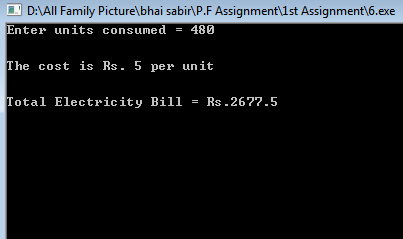 D:\All Family Picture\bhai sabir\P.F Assignment\1st Assignment\6.exe
Enter units consumed = 480
The cost is Rs. 5 per unit
Total Electricity Bill = Rs.2677.5